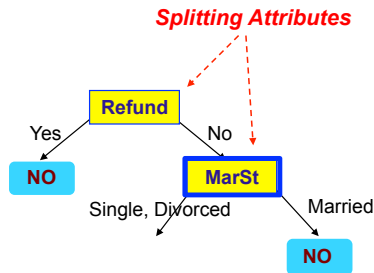 Splitting Attributes
Refund
Yes
No
NO
MarSt
Single, Divorced
Married
NO